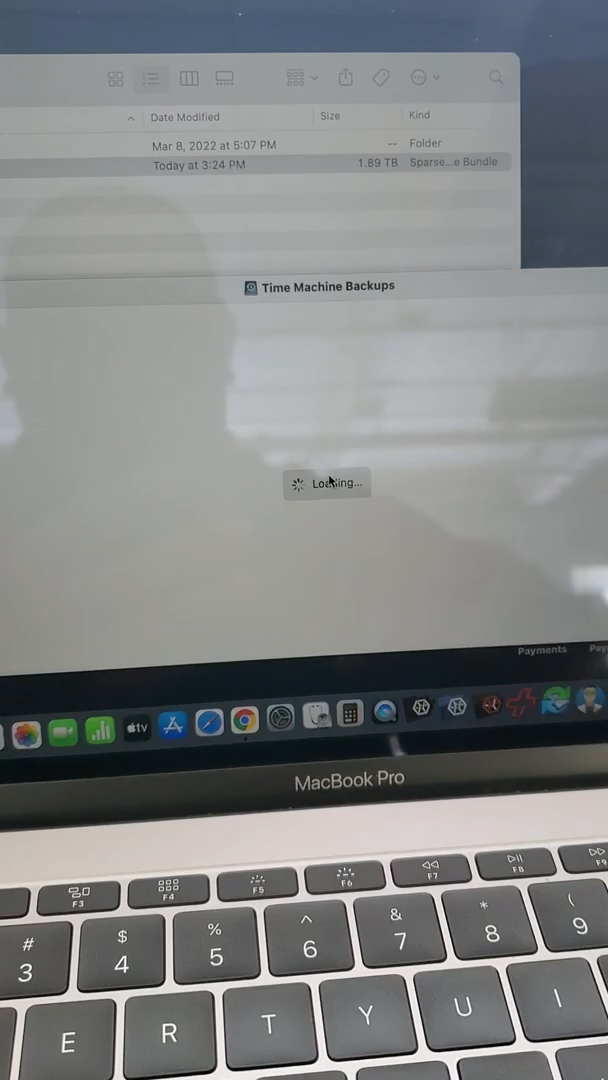 Date Modified Size Kind
Mar 8, 2022 at 5:07 PM -- Folder
Today at 3:24 PM 1.89 TB Sparse...e Bundle
Time Machine Backups
Loading...
Payments Pay
tv
MacBook Pro
F3 F4 F5 F6 F7 F8 F9
# $ % ^ & * (
3 4 5 6 7 8 9
E R T Y U I